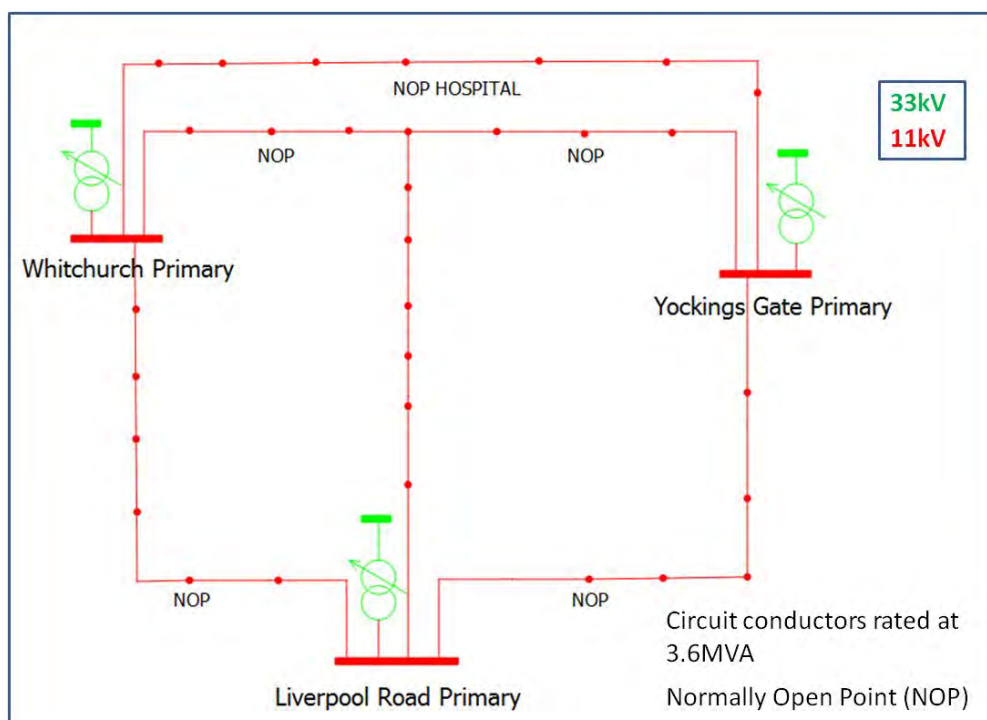 NOP HOSPITAL
33kV
11kV
NOP
NOP
Whitchurch Primary
Yockings Gate Primary
NOP
NOP
Circuit conductors rated at
3.6MVA
Liverpool Road Primary
Normally Open Point (NOP)